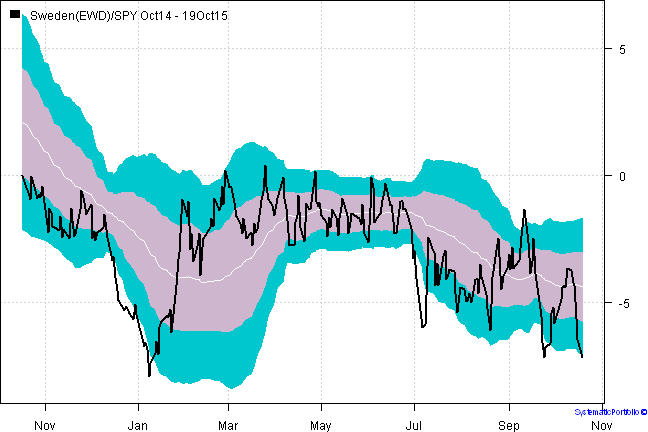 Sweden(EWD)/SPY Oct14 - 19Oct15
5
0
-5
Nov Jan Mar May Jul Sep Nov
SystematicPortfolio ©